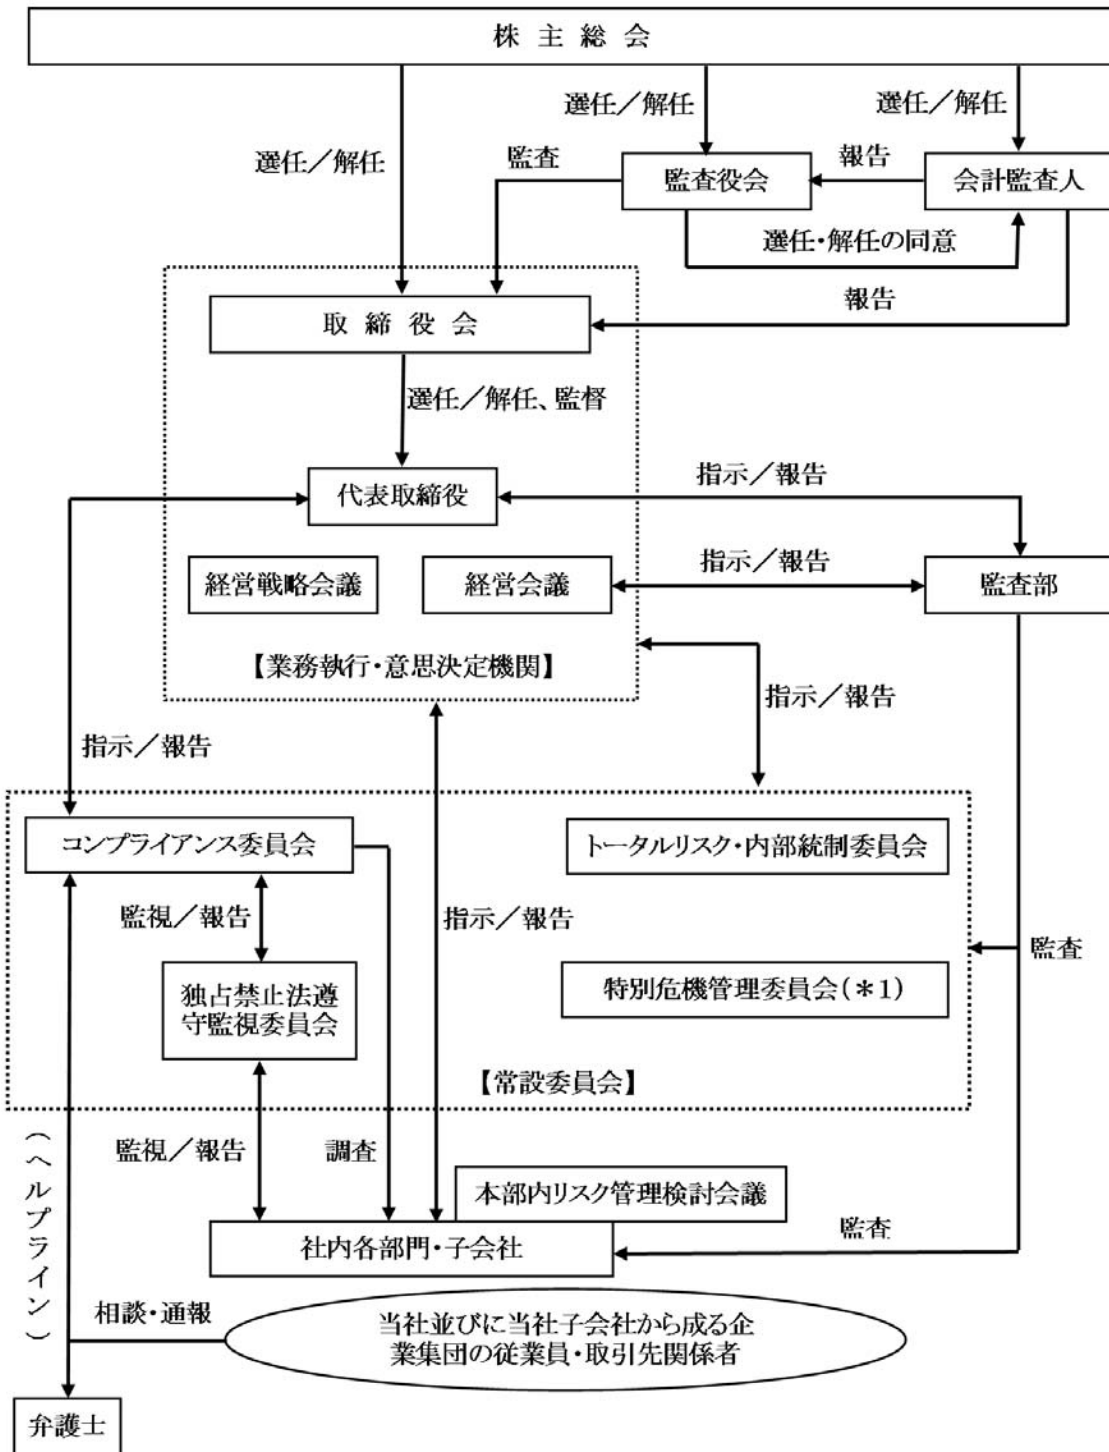 株主総会
選任／解任
選任／解任
選任／解任
監査
監査役会
報告
会計監査人
選任・解任の同意
報告
取締役会
選任／解任、監督
代表取締役
指示／報告
経営戦略会議
経営会議
指示／報告
監査部
【業務執行・意思決定機関】
指示／報告
指示／報告
コンプライアンス委員会
トータルリスク・内部統制委員会
監視／報告
指示／報告
監査
独占禁止法遵
守監視委員会
特別危機管理委員会（＊1）
【常設委員会】
（ヘルプライン）
監視／報告
調査
本部内リスク管理検討会議
社内各部門・子会社
監査
相談・通報
当社並びに当社子会社から成る企
業集団の従業員・取引先関係者
弁護士